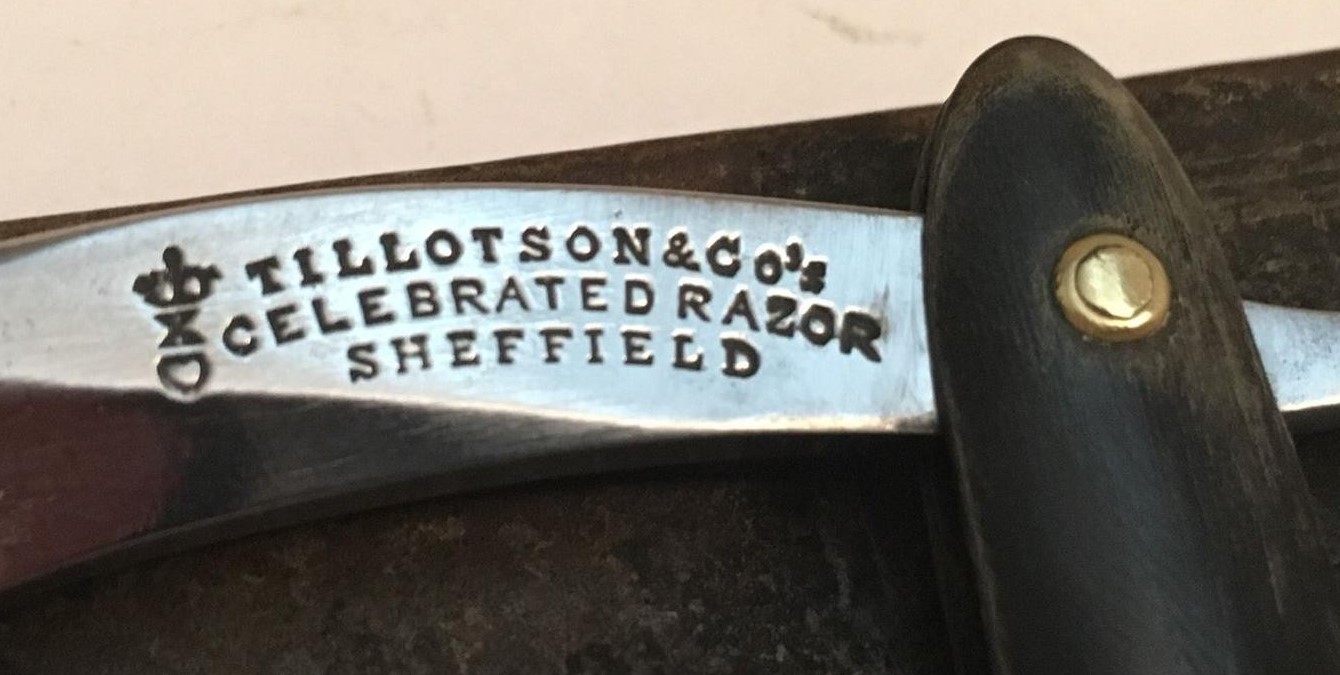 TILLOTSON & CO'S
CELEBRATED RAZOR
SHEFFIELD